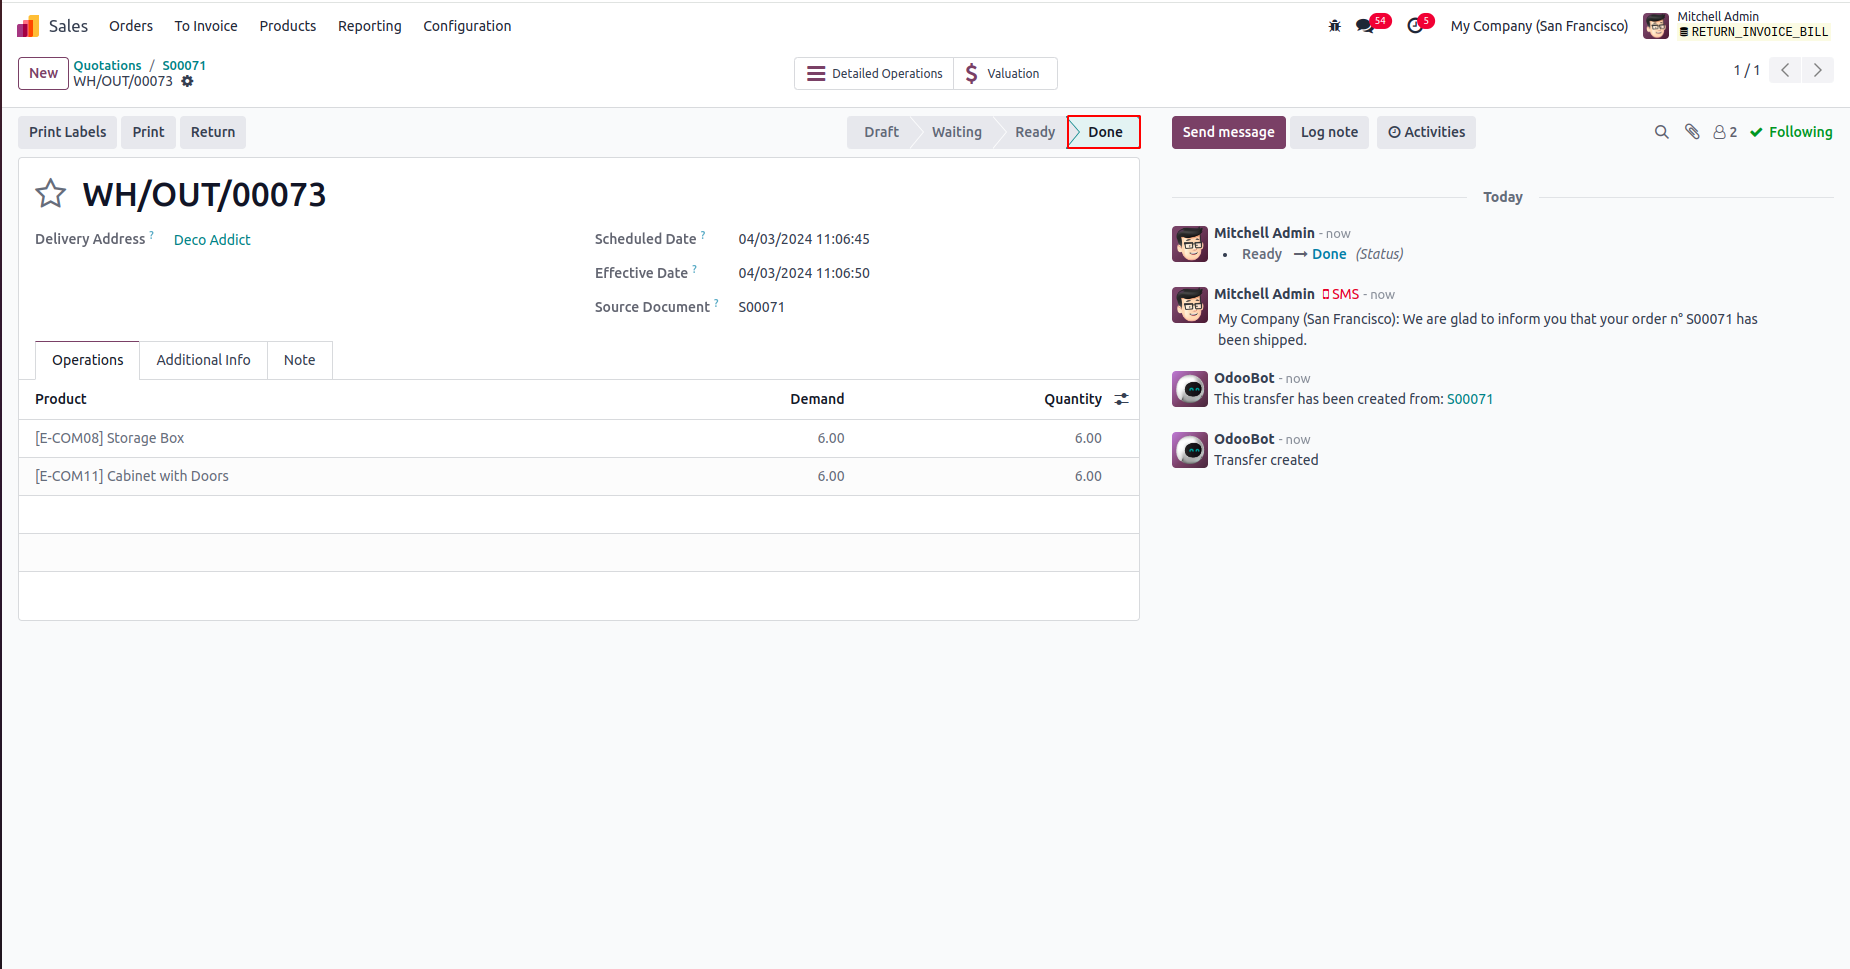 Sales Orders To Invoice Products Reporting Configuration 54 5 My Company (San Francisco) Mitchell Admin
RETURN_INVOICE_BILL
New Quotations / S00071 Detailed Operations $ Valuation 1 / 1
WH/OUT/00073
Print Labels Print Return Draft Waiting Ready Done Send message Log note Activities 2 Following
WH/OUT/00073
Delivery Address ? Deco Addict
Scheduled Date ? 04/03/2024 11:06:45
Effective Date ? 04/03/2024 11:06:50
Source Document ? S00071
Operations Additional Info Note
Product Demand Quantity
[E-COM08] Storage Box 6.00 6.00
[E-COM11] Cabinet with Doors 6.00 6.00
Today
Mitchell Admin - now
• Ready → Done (Status)
Mitchell Admin SMS - now
My Company (San Francisco): We are glad to inform you that your order n° S00071 has
been shipped.
OdooBot - now
This transfer has been created from: S00071
OdooBot - now
Transfer created